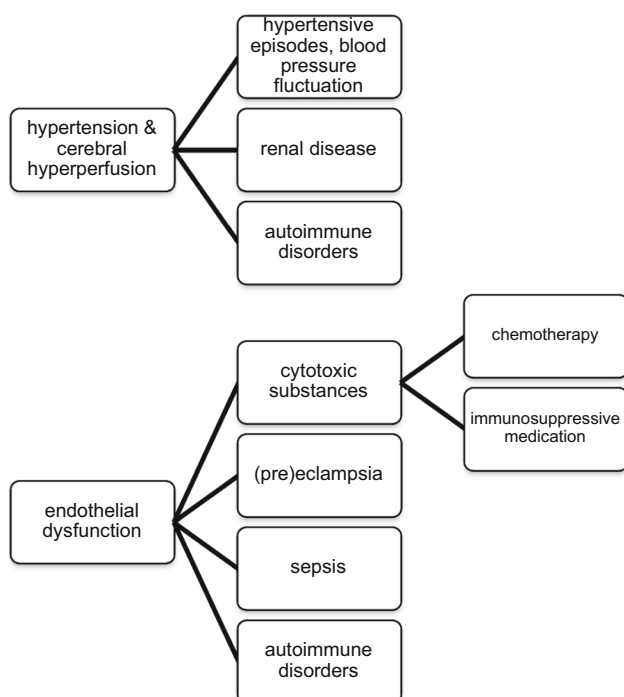 hypertensive
episodes, blood
pressure
fluctuation
hypertension &
cerebral
hyperperfusion
renal disease
autoimmune
disorders
chemotherapy
cytotoxic
substances
immunosuppressive
medication
(pre)eclampsia
endothelial
dysfunction
sepsis
autoimmune
disorders